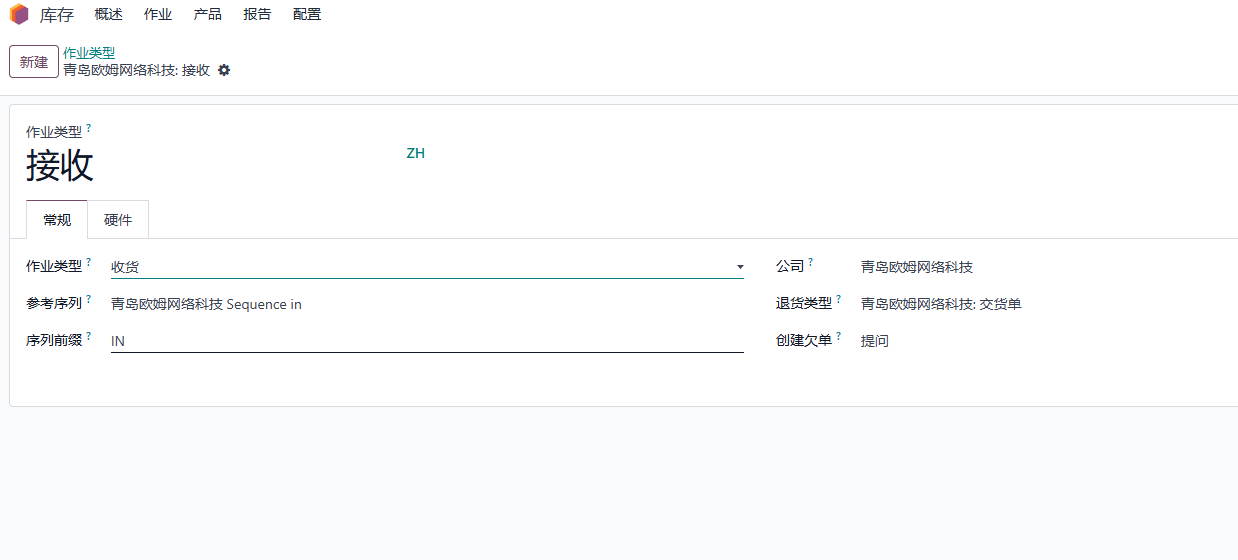 库存 概述 作业 产品 报告 配置
新建 作业类型
青岛欧姆网络科技: 接收
作业类型 ?
接收 ZH
常规 硬件
作业类型 ? 收货 公司 ? 青岛欧姆网络科技
参考序列 ? 青岛欧姆网络科技 Sequence in 退货类型 ? 青岛欧姆网络科技: 交货单
序列前缀 ? IN 创建欠单 ? 提问